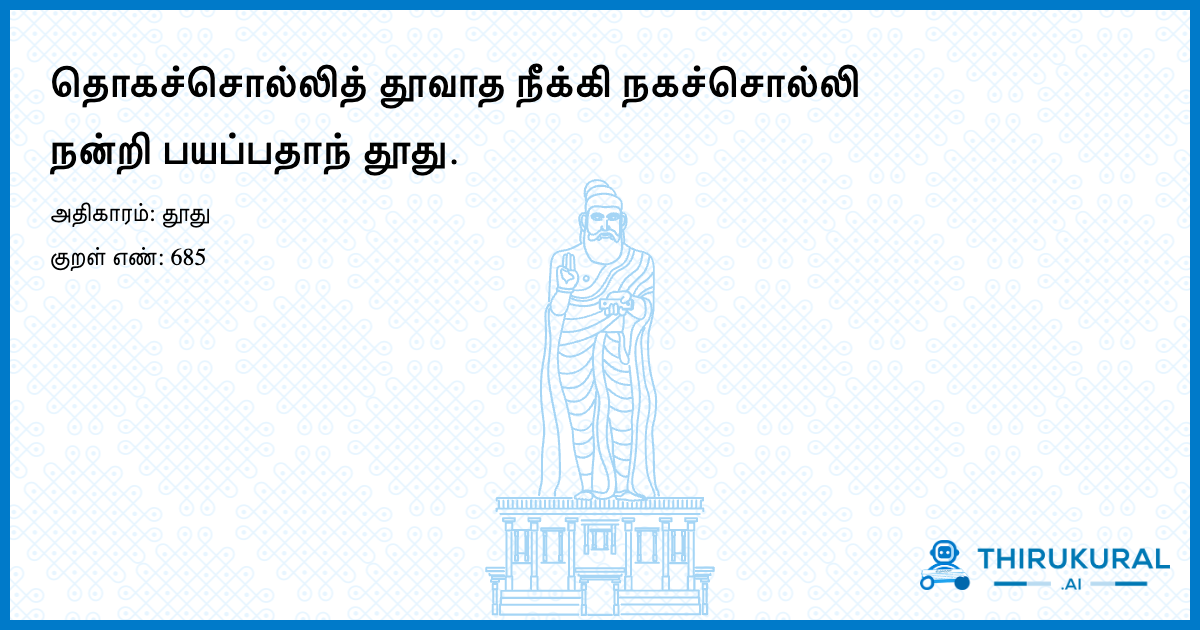 தொகச்சொல்லித் தூவாத நீக்கி நகச்சொல்லி
நன்றி பயப்பதாந் தூது.
அதிகாரம்: தூது
குறள் எண்: 685
THIRUKURAL
.AI